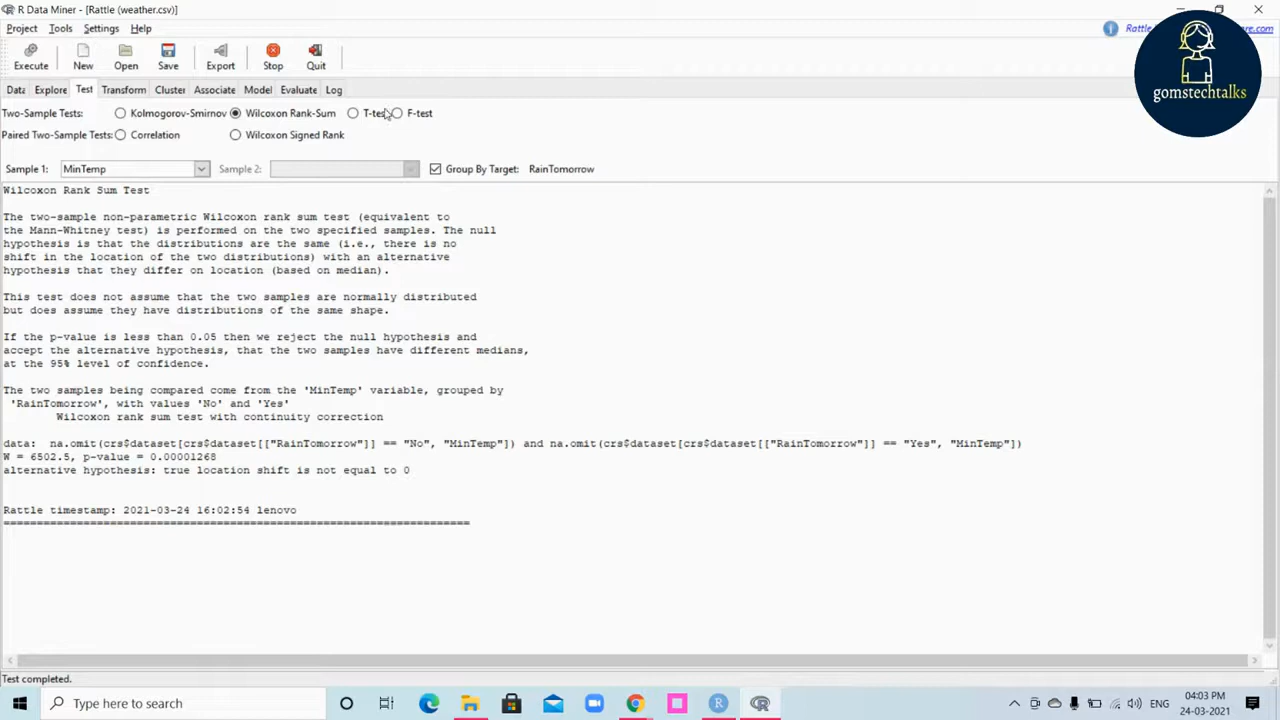 R Data Miner - [Rattle (weather.csv)]
Project Tools Settings Help
Rattle
com
Execute New Open Save Export Stop Quit
gomstechtalks
Data Explore Test Transform Cluster Associate Model Evaluate Log
Two-Sample Tests: Kolmogorov-Smirnov Wilcoxon Rank-Sum T-test F-test
Paired Two-Sample Tests: Correlation Wilcoxon Signed Rank
Sample 1: MinTemp Sample 2: Group By Target: RainTomorrow
Wilcoxon Rank Sum Test
The two-sample non-parametric Wilcoxon rank sum test (equivalent to
the Mann-Whitney test) is performed on the two specified samples. The null
hypothesis is that the distributions are the same (i.e., there is no
shift in the location of the two distributions) with an alternative
hypothesis that they differ on location (based on median).
This test does not assume that the two samples are normally distributed
but does assume they have distributions of the same shape.
If the p-value is less than 0.05 then we reject the null hypothesis and
accept the alternative hypothesis, that the two samples have different medians,
at the 95% level of confidence.
The two samples being compared come from the 'MinTemp' variable, grouped by
'RainTomorrow', with values 'No' and 'Yes'
Wilcoxon rank sum test with continuity correction
data: na.omit(crs$dataset[crs$dataset[["RainTomorrow"]] == "No", "MinTemp"]) and na.omit(crs$dataset[crs$dataset[["RainTomorrow"]] == "Yes", "MinTemp"])
W = 6502.5, p-value = 0.00001268
alternative hypothesis: true location shift is not equal to 0
Rattle timestamp: 2021-03-24 16:02:54 lenovo
======================================================================
Test completed.
Type here to search
ENG
04:03 PM
24-03-2021